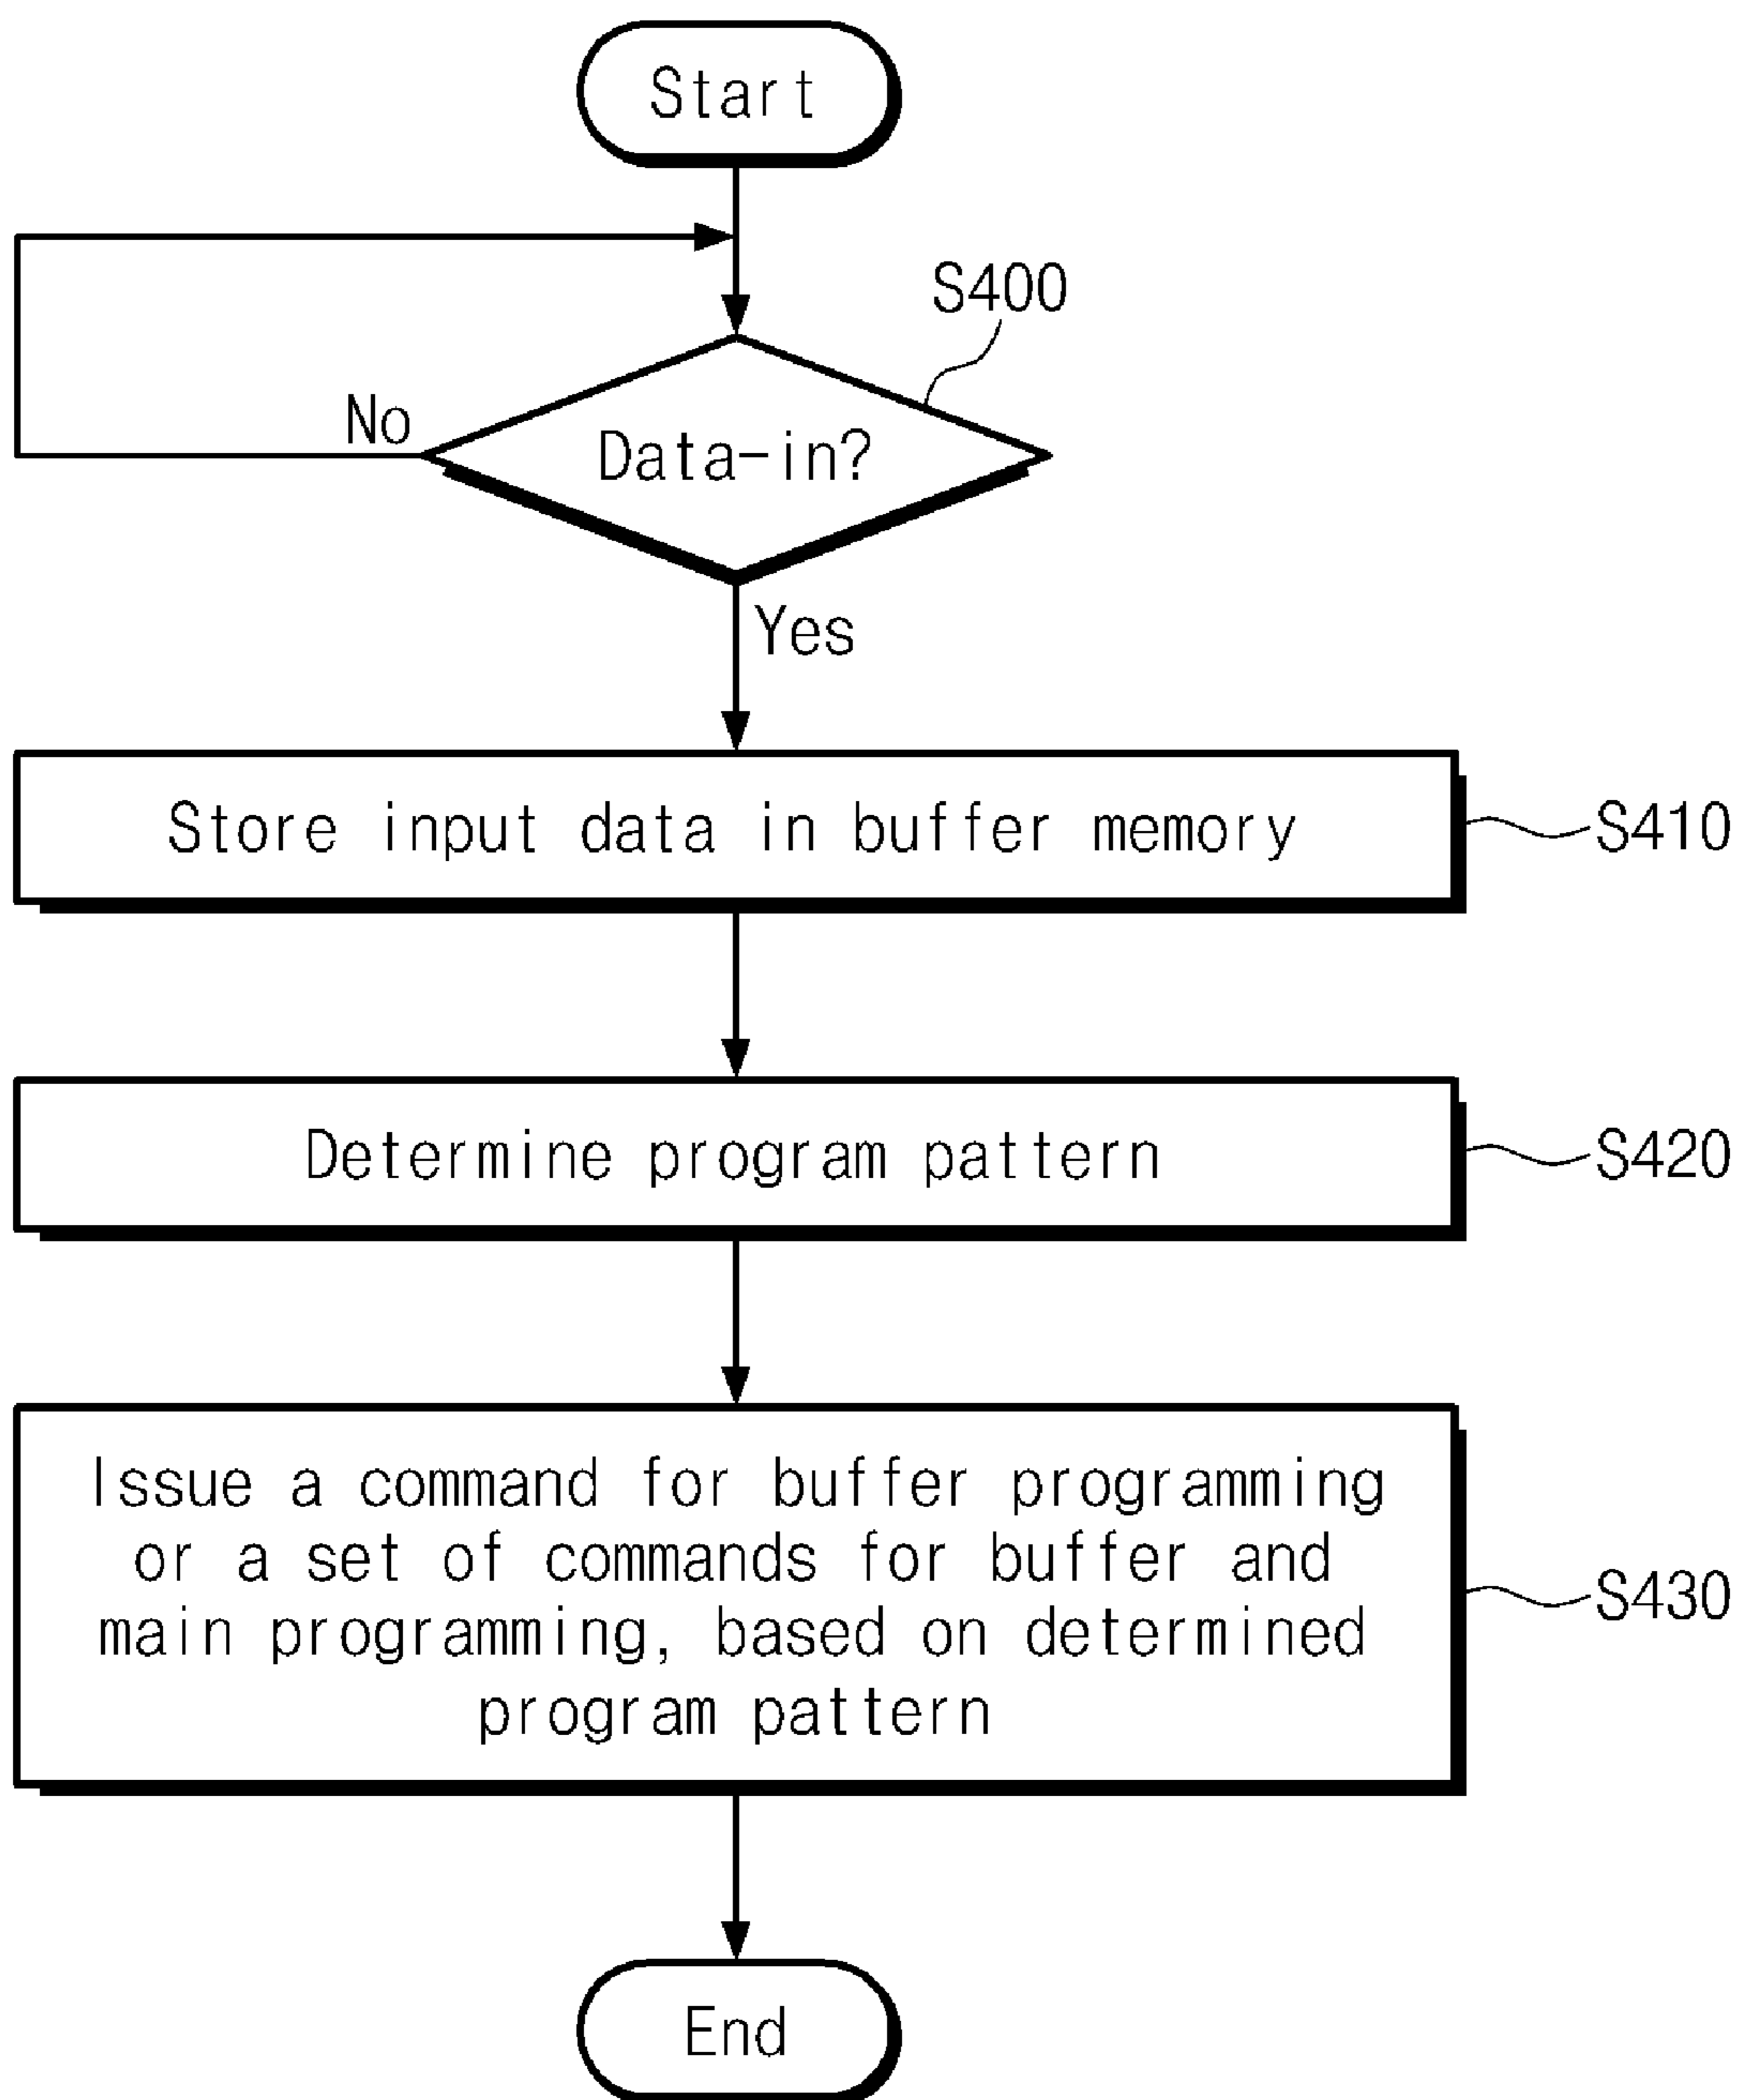 Start
S400
No
Data-in?
Yes
Store input data in buffer memory
S410
Determine program pattern
S420
Issue a command for buffer programming
or a set of commands for buffer and
main programming, based on determined
program pattern
S430
End